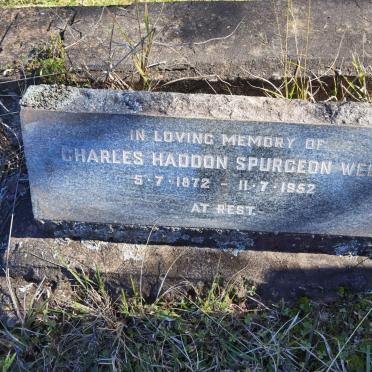 IN LOVING MEMORY OF
CHARLES HADDON SPURGEON
5·7·1872 - 11·7·1952
AT REST